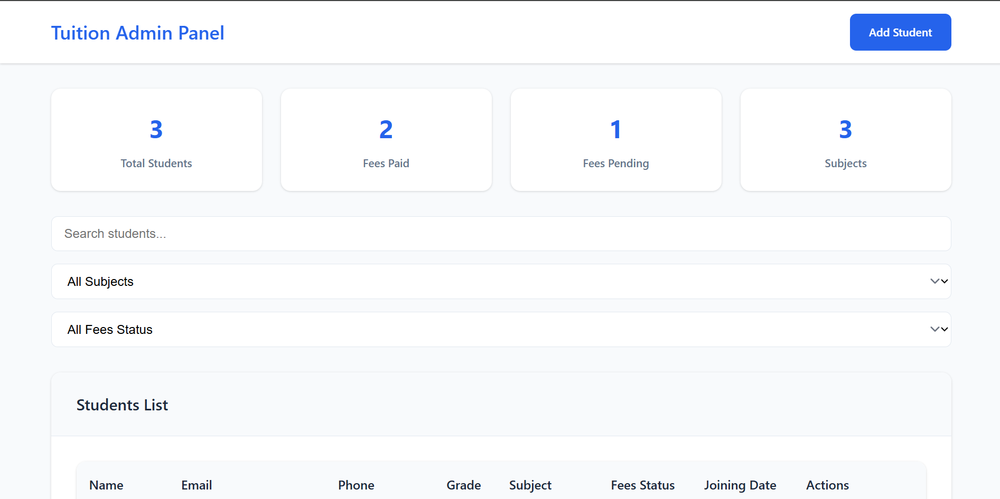 Tuition Admin Panel
Add Student
3
Total Students
2
Fees Paid
1
Fees Pending
3
Subjects
Search students...
All Subjects
All Fees Status
Students List
Name Email Phone Grade Subject Fees Status Joining Date Actions